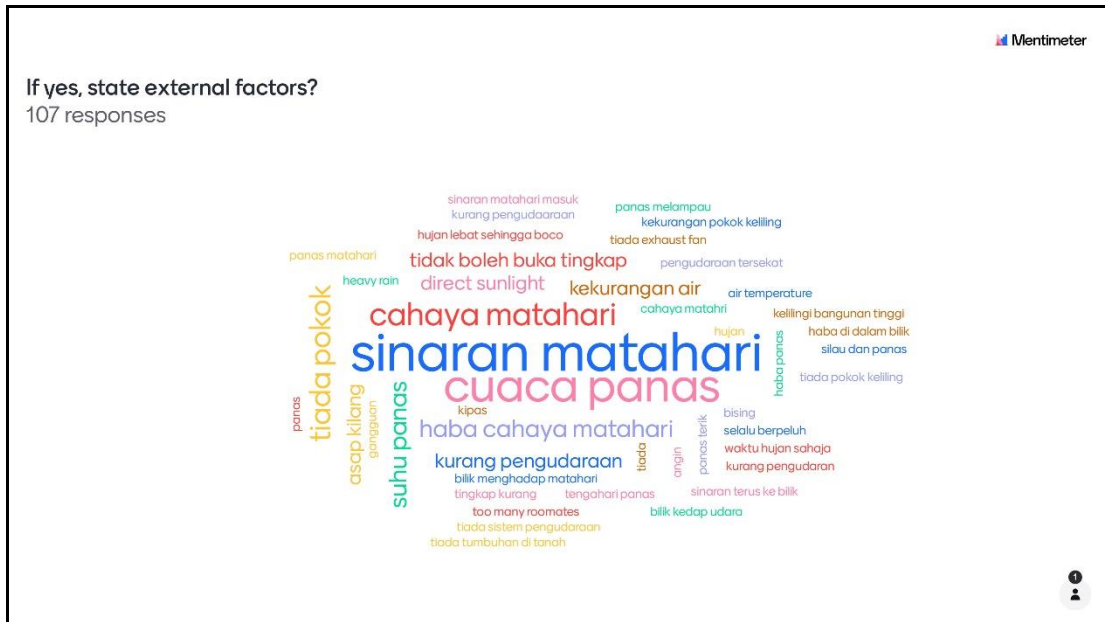 Mentimeter
If yes, state external factors?
107 responses
sinaran matahari masuk
panas melampau
kurang pengudaaraan
kekurangan pokok keliling
hujan lebat sehingga boco
tiada exhaust fan
panas matahari
tidak boleh buka tingkap
pengudaraan tersekat
heavy rain
direct sunlight
kekurangan air
air temperature
tiada pokok
cahaya matahari
cahaya matahri
kelilingi bangunan tinggi
hujan
haba di dalam bilik
sinaran matahari
haba panas
silau dan panas
cuaca panas
tiada pokok keliling
panas
asap kilang
gangguan
suhu panas
kipas
bising
haba cahaya matahari
tiada
angin
panas terik
selalu berpeluh
waktu hujan sahaja
kurang pengudaraan
kurang pengudaran
bilik menghadap matahari
tingkap kurang
tengahari panas
sinaran terus ke bilik
too many roomates
bilik kedap udara
tiada sistem pengudaraan
tiada tumbuhan di tanah
1